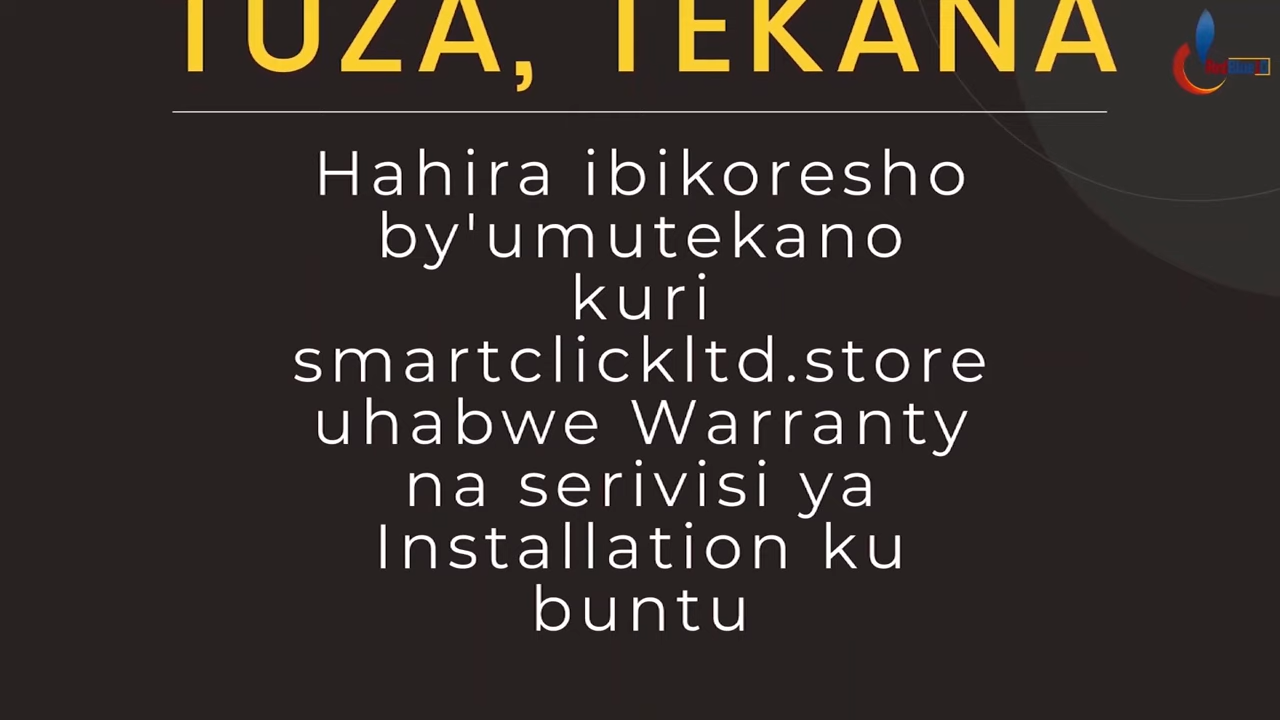 TUZA, TEKANA
Hahira ibikoresho
by'umutekano
kuri
smartclickltd.store
uhabwe Warranty
na serivisi ya
Installation ku
buntu